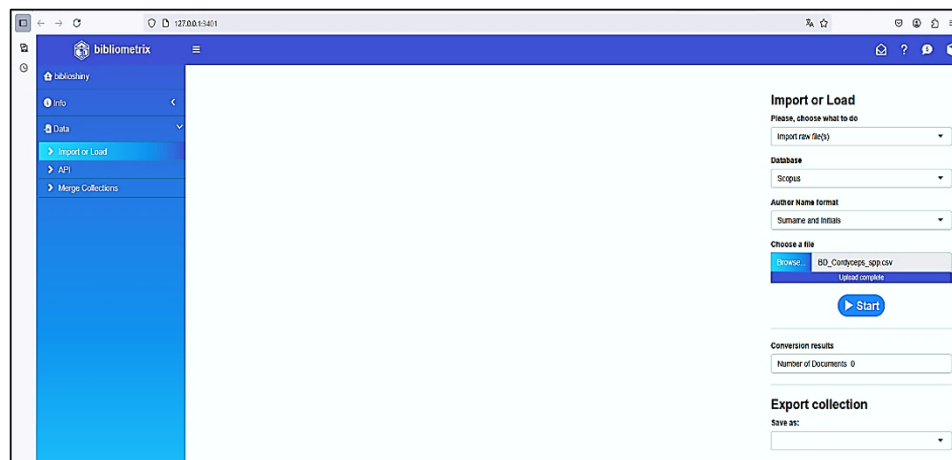 127.0.0.1:3401
bibliometrix
biblioshiny
Info
Data
Import or Load
API
Merge Collections
Import or Load
Please, choose what to do
Import raw file(s)
Database
Scopus
Author Name format
Surname and Initials
Choose a file
Browse... BD_Cordyceps_spp.csv
Upload complete
Start
Conversion results
Number of Documents 0
Export collection
Save as: